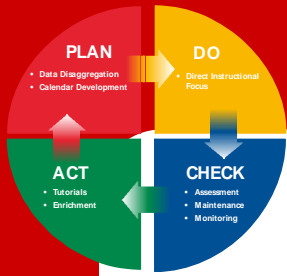 PLAN
• Data Disaggregation
• Calendar Development
DO
• Direct Instructional
Focus
ACT
• Tutorials
• Enrichment
CHECK
• Assessment
• Maintenance
• Monitoring